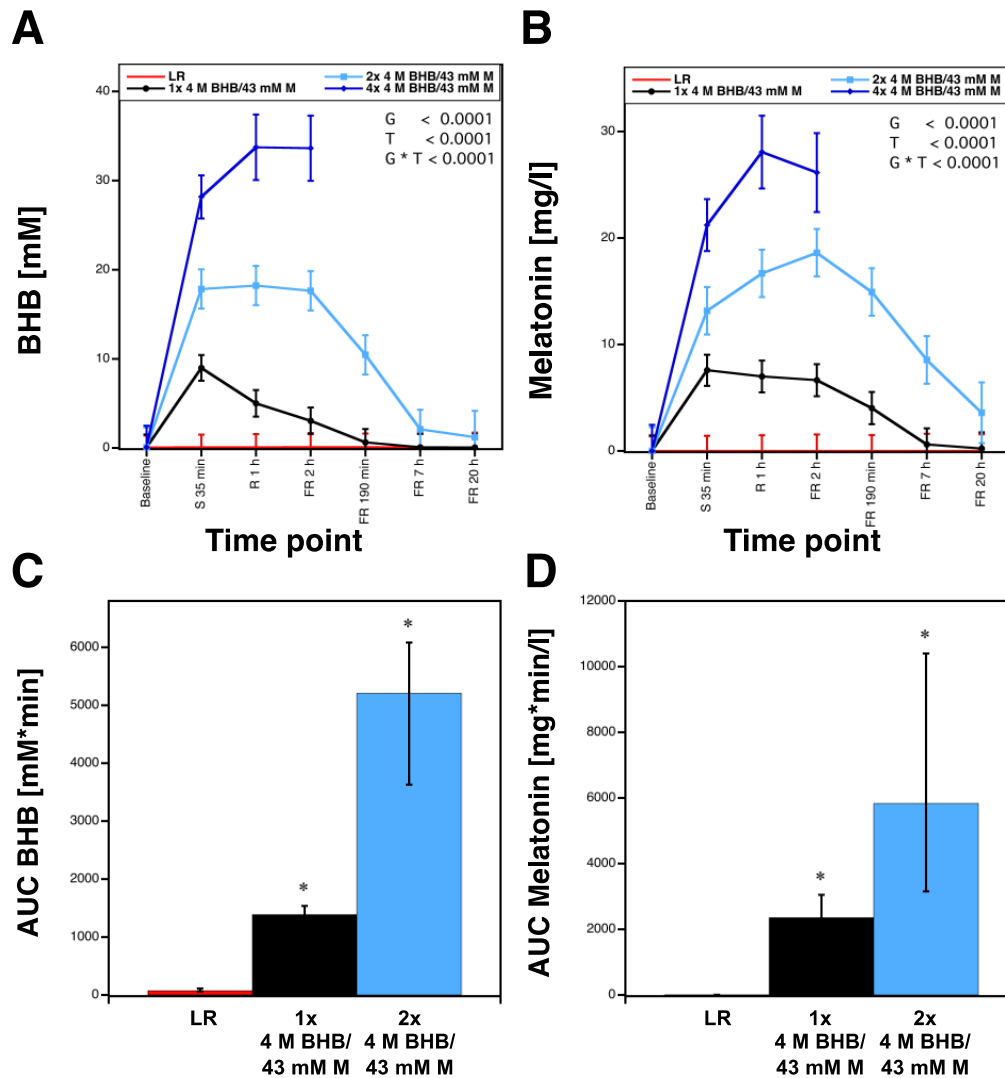 A
LR
1x 4 M BHB/43 mM M
2x 4 M BHB/43 mM M
4x 4 M BHB/43 mM M
G < 0.0001
T < 0.0001
G * T < 0.0001
40
30
20
10
0
BHB [mM]
Baseline
S 35 min
R 1 h
FR 2 h
FR 190 min
FR 7 h
FR 20 h
Time point
B
LR
1x 4 M BHB/43 mM M
2x 4 M BHB/43 mM M
4x 4 M BHB/43 mM M
G < 0.0001
T < 0.0001
G * T < 0.0001
30
20
10
0
Melatonin [mg/l]
Baseline
S 35 min
R 1 h
FR 2 h
FR 190 min
FR 7 h
FR 20 h
Time point
C
AUC BHB [mM*min]
6000
5000
4000
3000
2000
1000
0
*
*
LR
1x
4 M BHB/
43 mM M
2x
4 M BHB/
43 mM M
D
AUC Melatonin [mg*min/l]
12000
10000
8000
6000
4000
2000
0
*
*
LR
1x
4 M BHB/
43 mM M
2x
4 M BHB/
43 mM M